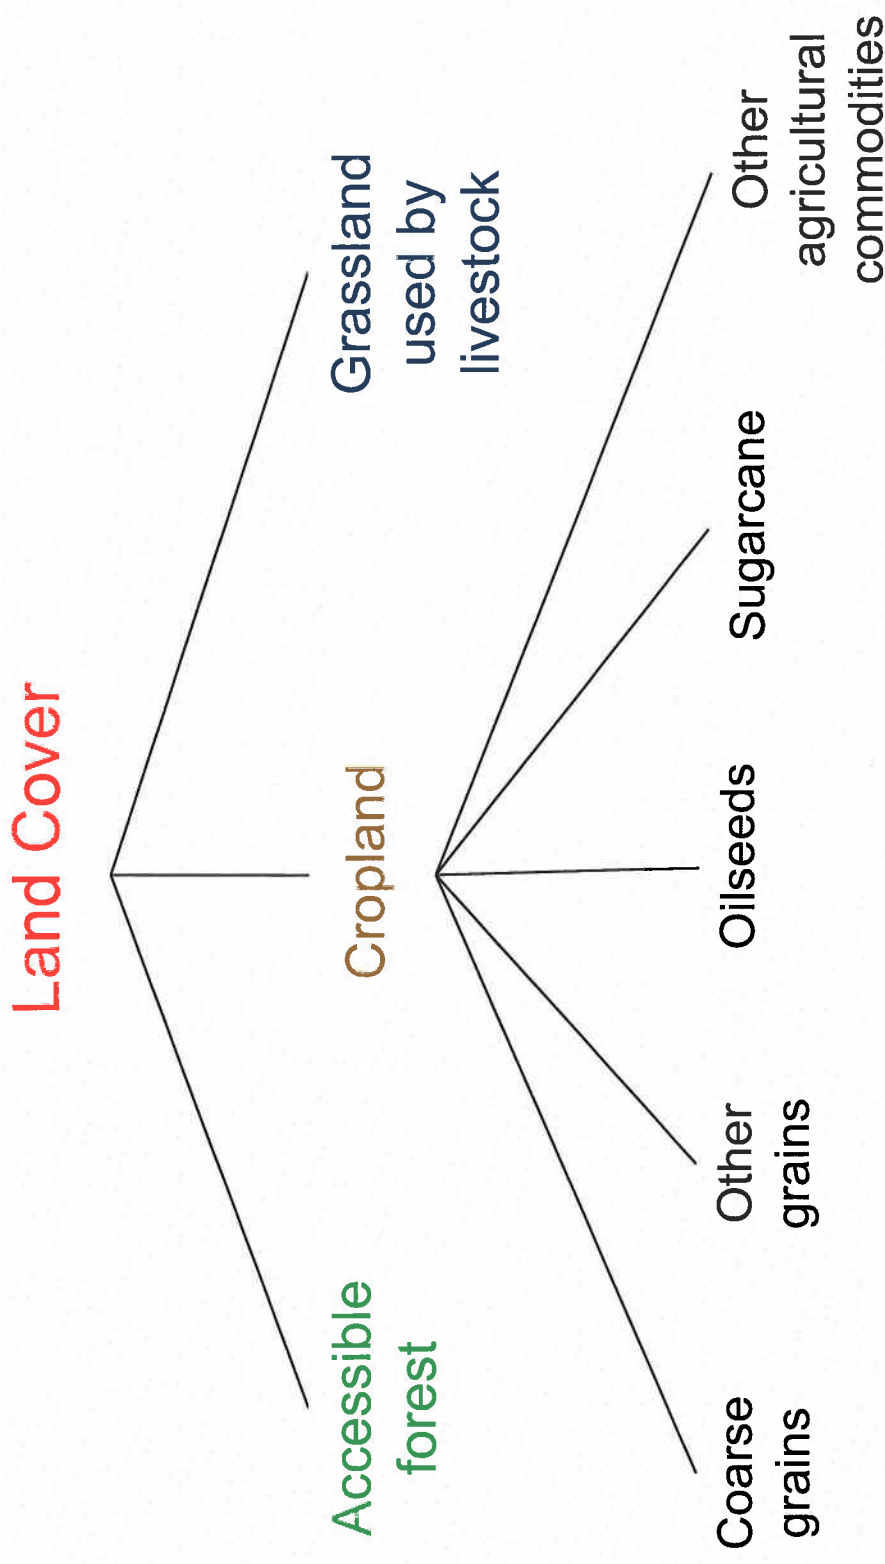 Land Cover
Accessible
forest
Cropland
Grassland
used by
livestock
Coarse
grains
Other
grains
Oilseeds
Sugarcane
Other
agricultural
commodities